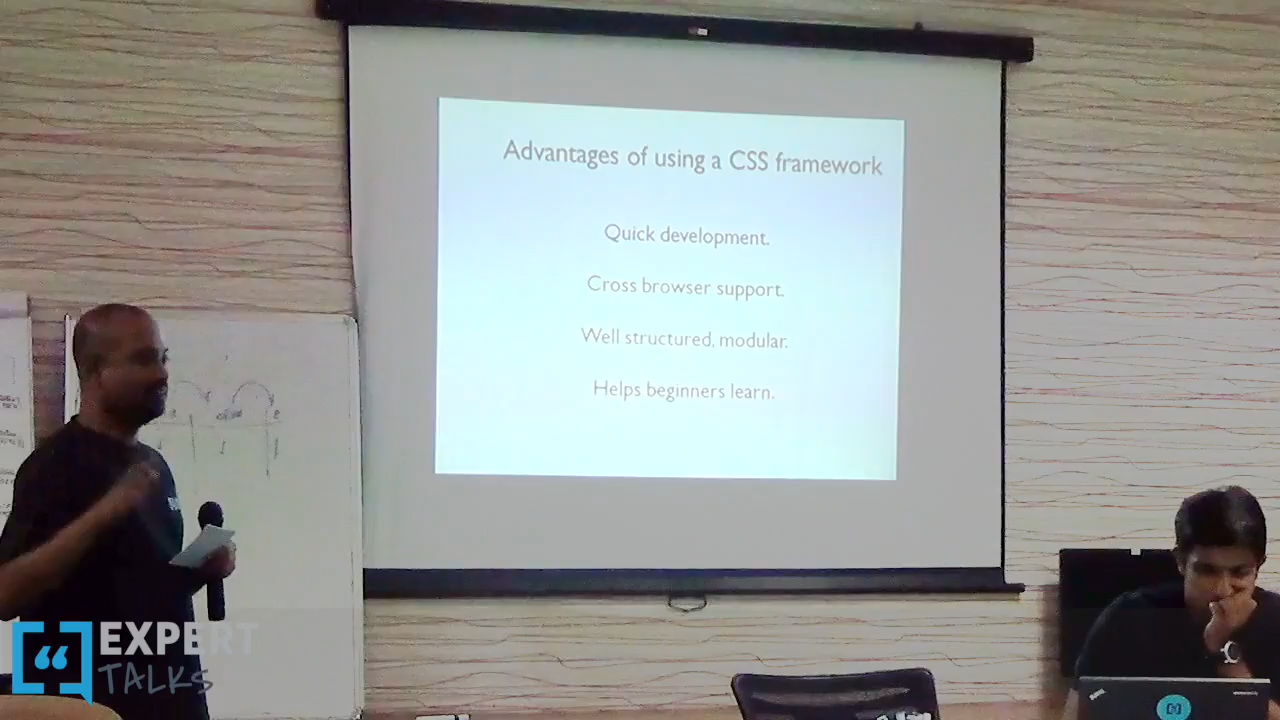 Advantages of using a CSS framework
Quick development.
Cross browser support.
Well structured, modular.
Helps beginners learn.
EXPERT
TALKS